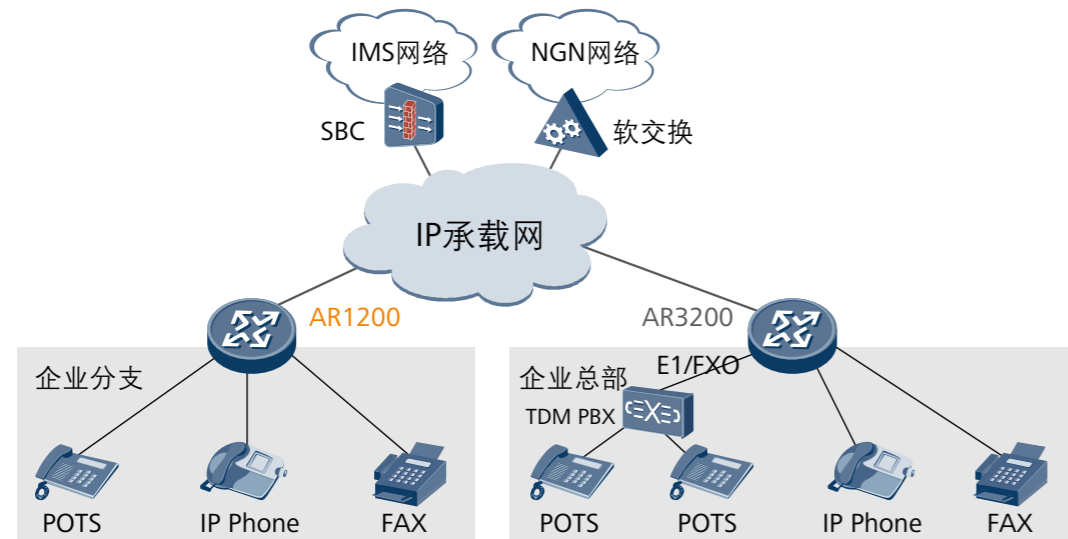 IMS网络
NGN网络
SBC
软交换
IP承载网
AR1200
AR3200
企业分支
企业总部
E1/FXO
TDM PBX
EXE
POTS
IP Phone
FAX
POTS
POTS
IP Phone
FAX